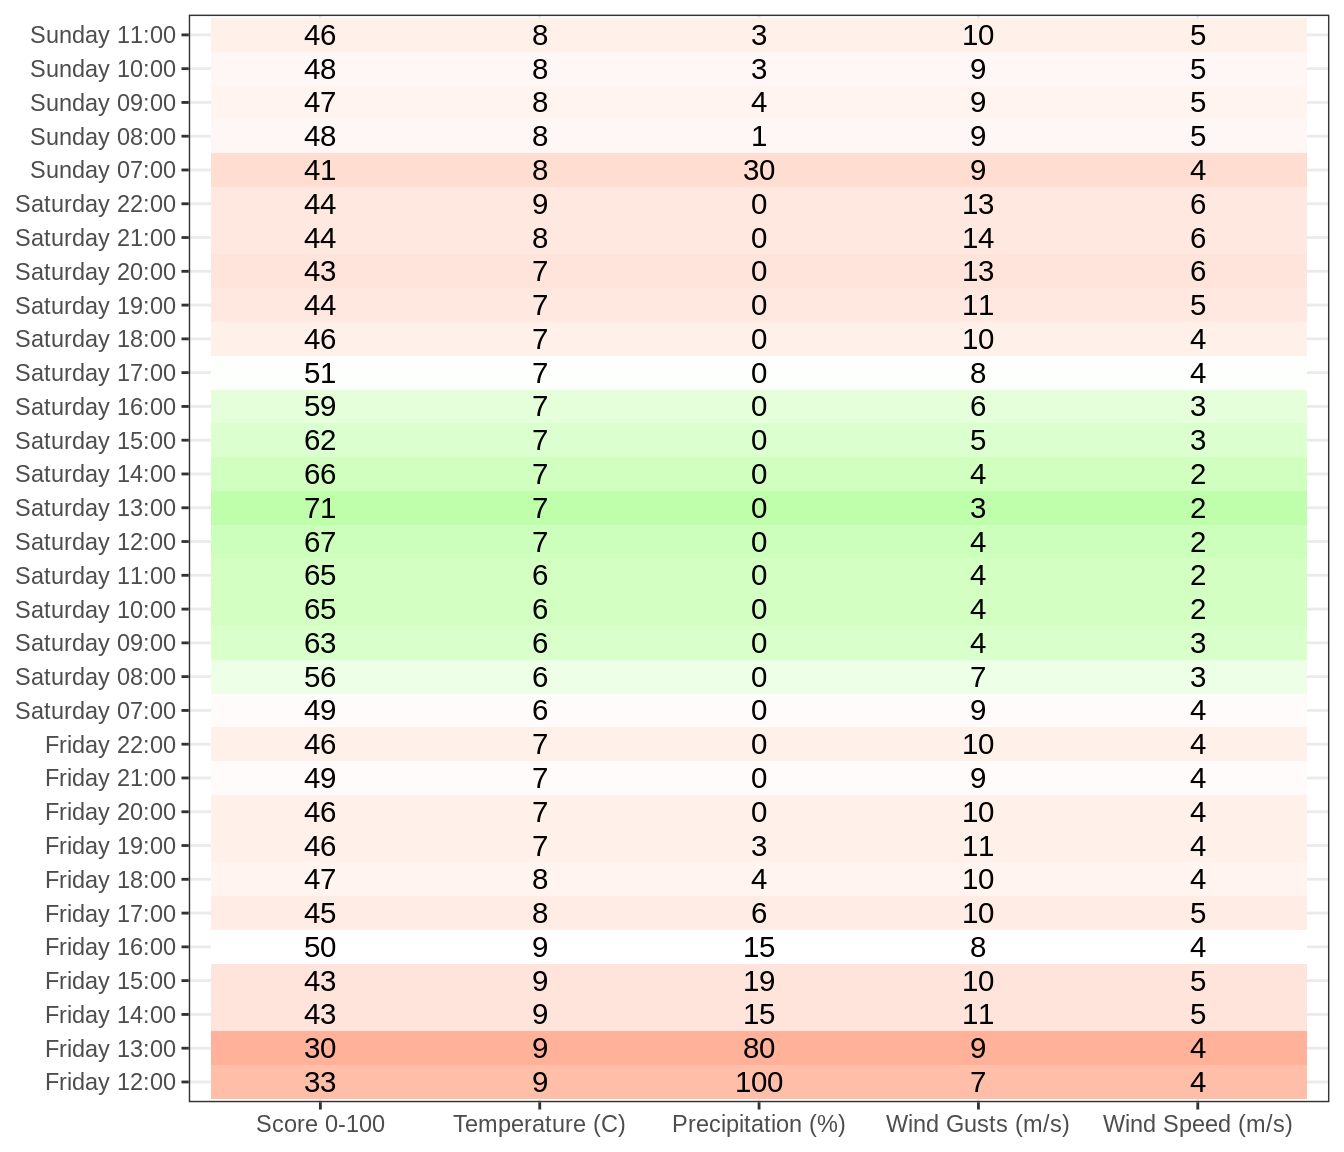 Sunday 11:00 46 8 3 10 5
Sunday 10:00 48 8 3 9 5
Sunday 09:00 47 8 4 9 5
Sunday 08:00 48 8 1 9 5
Sunday 07:00 41 8 30 9 4
Saturday 22:00 44 9 0 13 6
Saturday 21:00 44 8 0 14 6
Saturday 20:00 43 7 0 13 6
Saturday 19:00 44 7 0 11 5
Saturday 18:00 46 7 0 10 4
Saturday 17:00 51 7 0 8 4
Saturday 16:00 59 7 0 6 3
Saturday 15:00 62 7 0 5 3
Saturday 14:00 66 7 0 4 2
Saturday 13:00 71 7 0 3 2
Saturday 12:00 67 7 0 4 2
Saturday 11:00 65 6 0 4 2
Saturday 10:00 65 6 0 4 2
Saturday 09:00 63 6 0 4 3
Saturday 08:00 56 6 0 7 3
Saturday 07:00 49 6 0 9 4
Friday 22:00 46 7 0 10 4
Friday 21:00 49 7 0 9 4
Friday 20:00 46 7 0 10 4
Friday 19:00 46 7 3 11 4
Friday 18:00 47 8 4 10 4
Friday 17:00 45 8 6 10 5
Friday 16:00 50 9 15 8 4
Friday 15:00 43 9 19 10 5
Friday 14:00 43 9 15 11 5
Friday 13:00 30 9 80 9 4
Friday 12:00 33 9 100 7 4
Score 0-100 Temperature (C) Precipitation (%) Wind Gusts (m/s) Wind Speed (m/s)